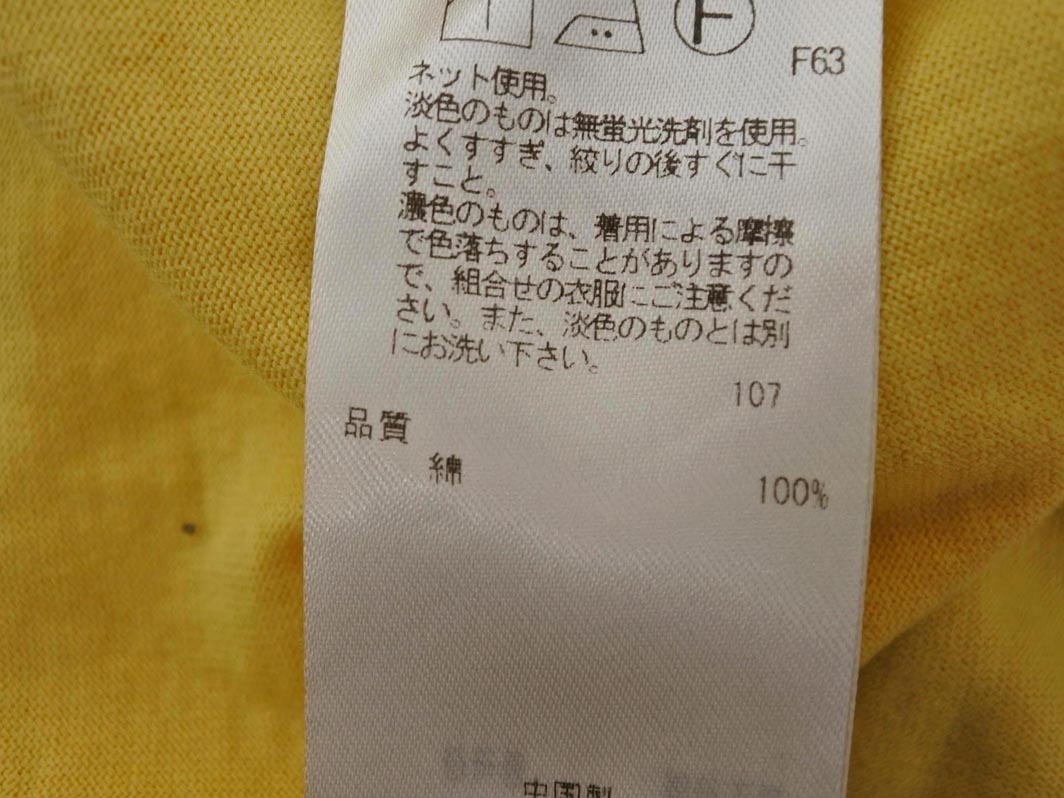 F
F63
ネット使用。
淡色のものは無蛍光洗剤を使用。
よくすすぎ、絞りの後すぐに干
すこと。
濃色のものは、着用による摩擦
で色落ちすることがありますの
で、組合せの衣服にご注意くだ
さい。また、淡色のものとは別
にお洗い下さい。
107
品質
綿 100%
中国製